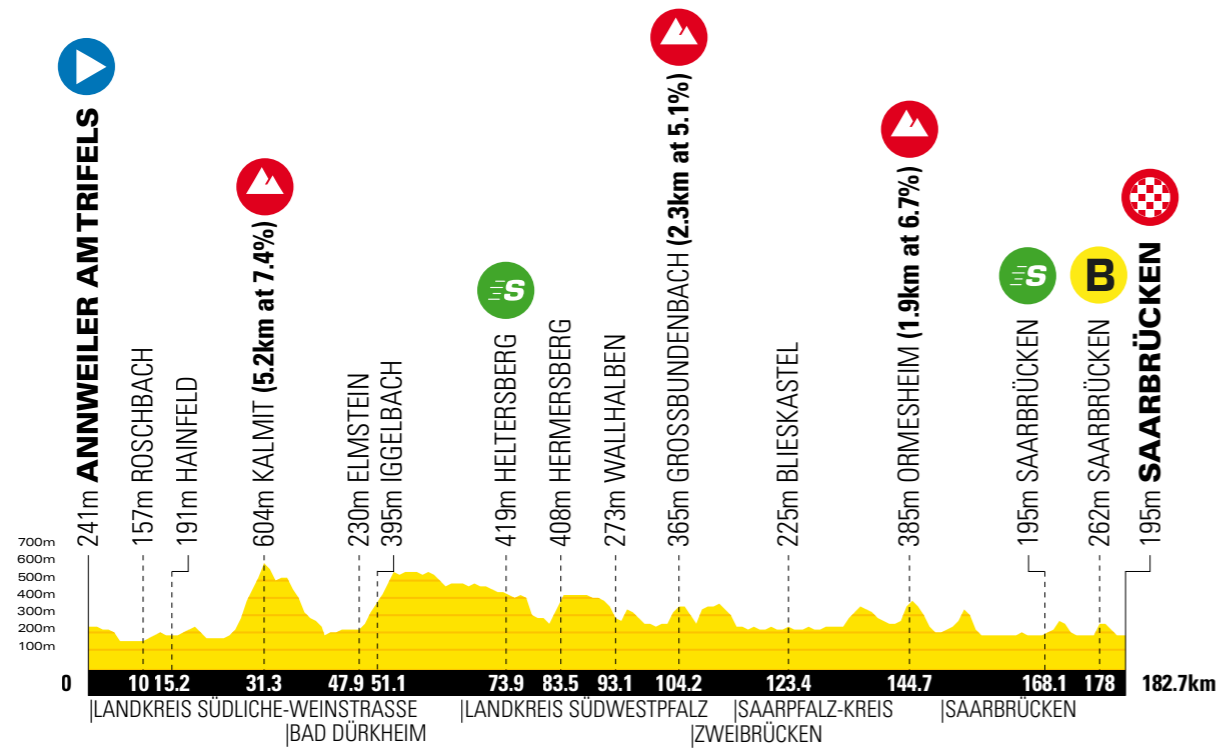 241m ANNWEILER AM TRIFELS
157m ROSCHBACH
191m HAINFELD
604m KALMIT (5.2km at 7.4%)
230m ELMSTEIN
395m IGGELBACH
S
419m HELTERSBERG
408m HERMERSBERG
273m WALLHALBEN
365m GROSSBUNDENBACH (2.3km at 5.1%)
225m BLIESKASTEL
385m ORMESHEIM (1.9km at 6.7%)
S
195m SAARBRÜCKEN
B
262m SAARBRÜCKEN
195m SAARBRÜCKEN
700m
600m
500m
400m
300m
200m
100m
0 10 15.2 31.3 47.9 51.1 73.9 83.5 93.1 104.2 123.4 144.7 168.1 178 182.7km
|LANDKREIS SÜDLICHE-WEINSTRASSE |LANDKREIS SÜDWESTPFALZ |SAARPFALZ-KREIS |SAARBRÜCKEN
|BAD DÜRKHEIM |ZWEIBRÜCKEN